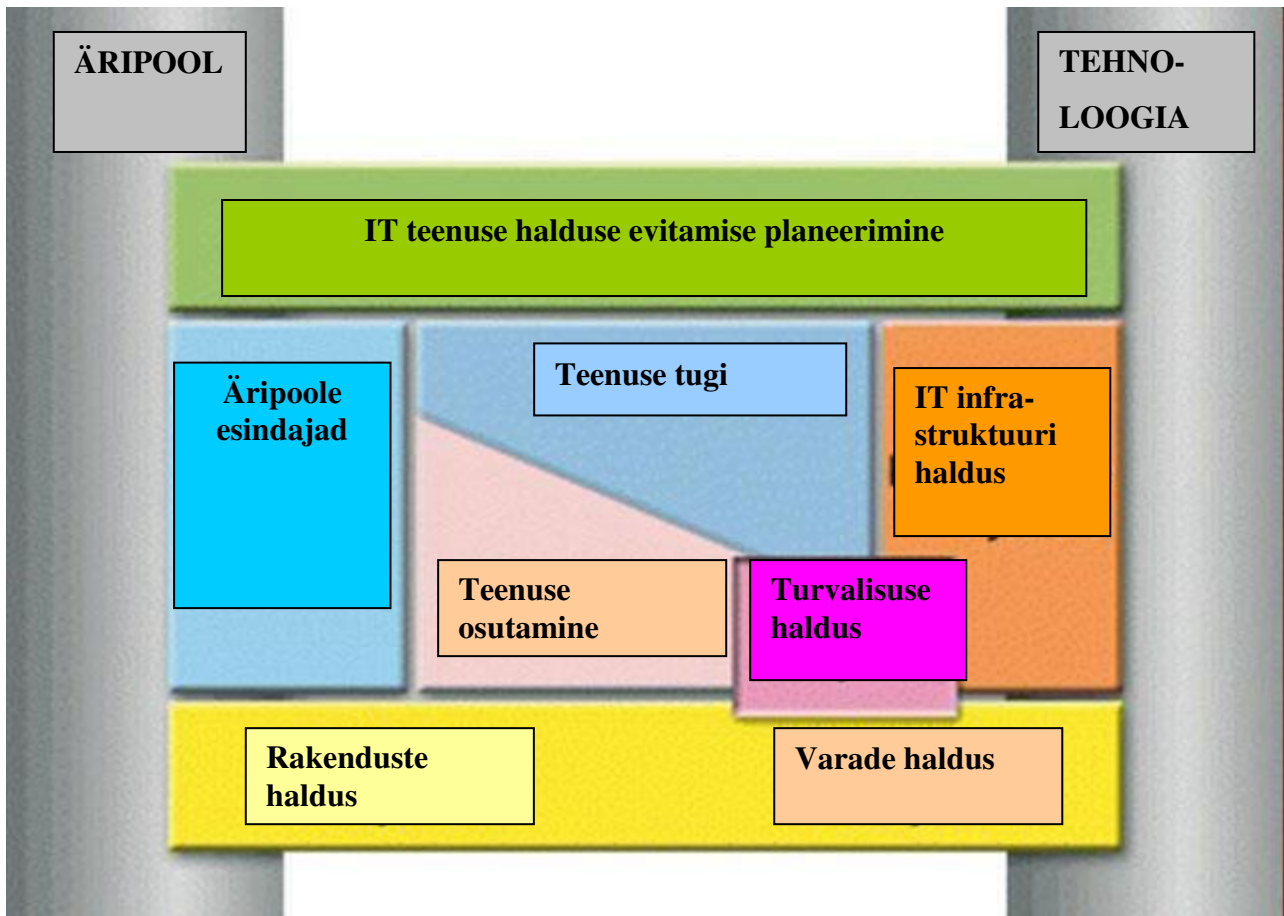 ÄRIPOOL
TEHNO-
LOOGIA
IT teenuse halduse evitamise planeerimine
Äripoole
esindajad
Teenuse tugi
IT infra-
struktuuri
haldus
Teenuse
osutamine
Turvalisuse
haldus
Rakenduste
haldus
Varade haldus